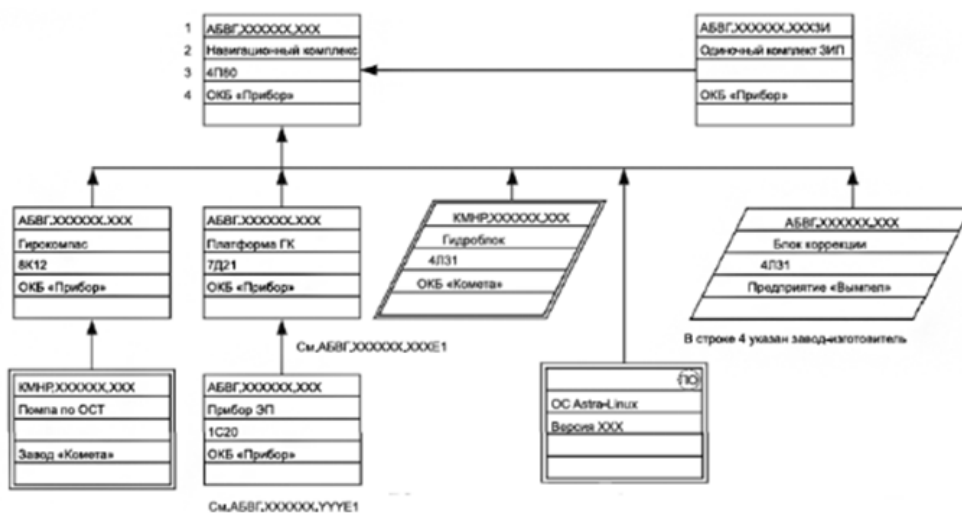 1
АБВГ.XXXXXX.XXX
2
Навигационный комплекс
3
4П80
4
ОКБ «Прибор»
АБВГ.XXXXXX.XXXЗИ
Одиночный комплект ЗИП
ОКБ «Прибор»
АБВГ.XXXXXX.XXX
Гирокомпас
8К12
ОКБ «Прибор»
АБВГ.XXXXXX.XXX
Платформа ГК
7Д21
ОКБ «Прибор»
КМНР.XXXXXX.XXX
Гидроблок
4Л31
ОКБ «Комета»
АБВГ.XXXXXX.XXX
Блок коррекции
4Л31
Предприятие «Вымпел»
См.АБВГ.XXXXXX.XXXЕ1
В строке 4 указан завод-изготовитель
КМНР.XXXXXX.XXX
Помпа по ОСТ
Завод «Комета»
АБВГ.XXXXXX.XXX
Прибор ЭП
1С20
ОКБ «Прибор»
ПО
ОС Astra-Linux
Версия XXX
См.АБВГ.XXXXXX.YYYЕ1